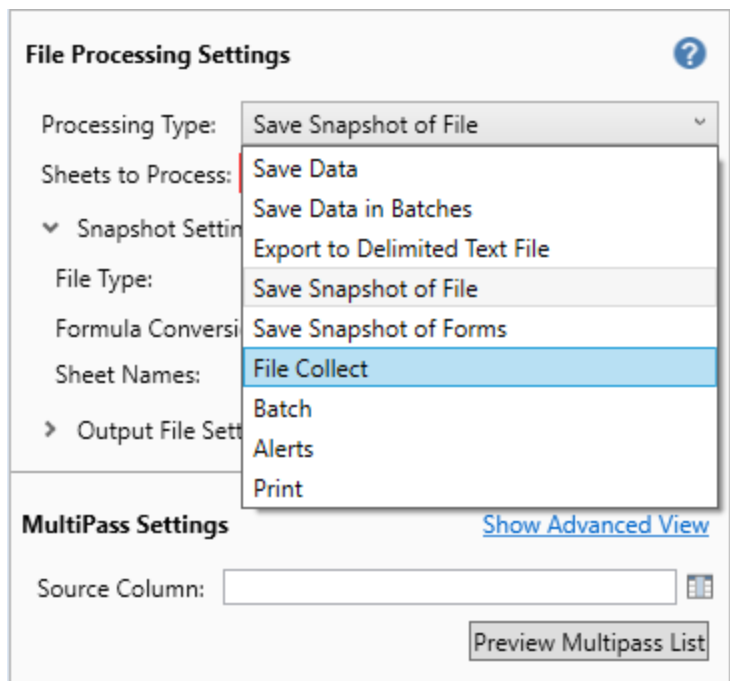 File Processing Settings ?
Processing Type: Save Snapshot of File
Sheets to Process:
Save Data
Snapshot Settin
Save Data in Batches
File Type:
Export to Delimited Text File
Save Snapshot of File
Formula Conversi
Save Snapshot of Forms
Sheet Names:
File Collect
Output File Sett
Batch
Alerts
Print
MultiPass Settings Show Advanced View
Source Column:
Preview Multipass List